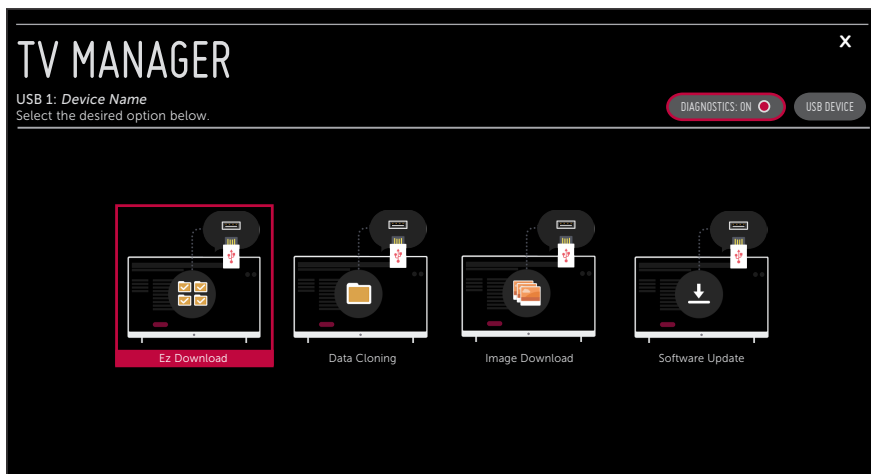 TV MANAGER
X
USB 1: Device Name
Select the desired option below.
DIAGNOSTICS: ON
USB DEVICE
Ez Download
Data Cloning
Image Download
Software Update